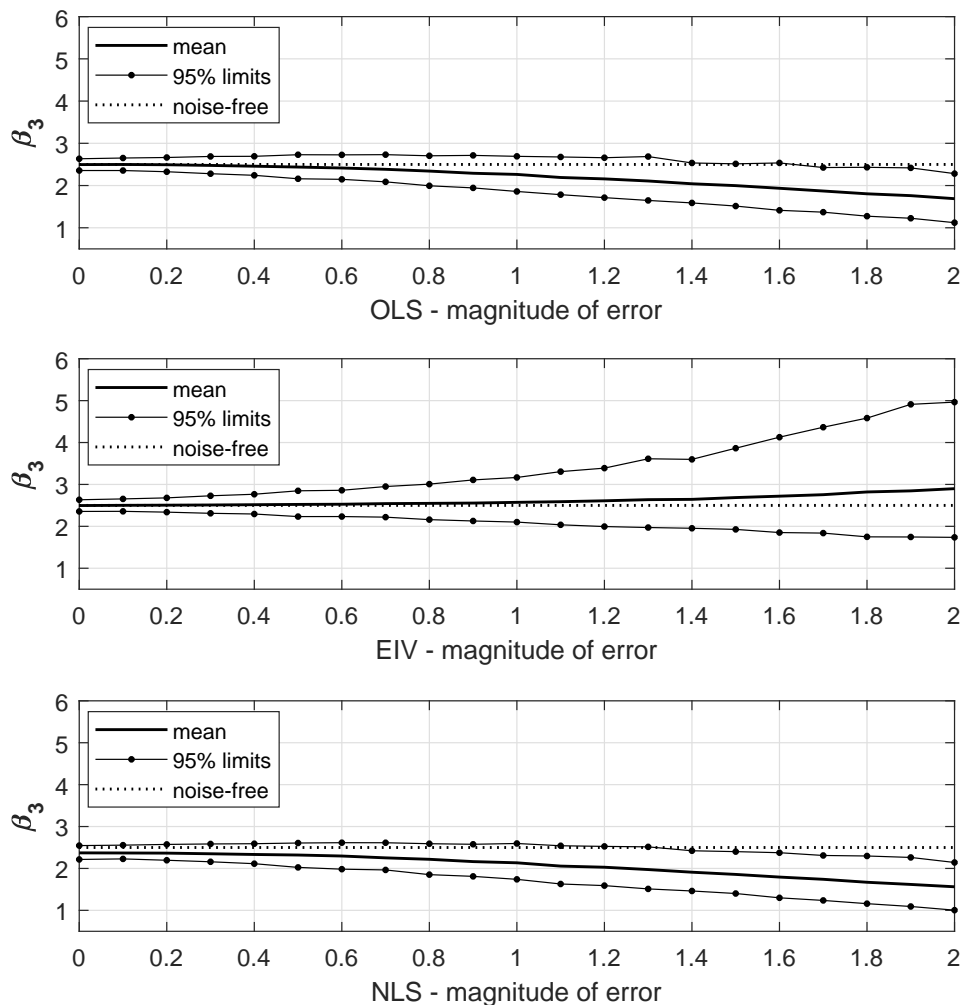 6
5
4
3
2
1
β3
mean
95% limits
noise-free
0 0.2 0.4 0.6 0.8 1 1.2 1.4 1.6 1.8 2
OLS - magnitude of error
6
5
4
3
2
1
β3
mean
95% limits
noise-free
0 0.2 0.4 0.6 0.8 1 1.2 1.4 1.6 1.8 2
EIV - magnitude of error
6
5
4
3
2
1
β3
mean
95% limits
noise-free
0 0.2 0.4 0.6 0.8 1 1.2 1.4 1.6 1.8 2
NLS - magnitude of error